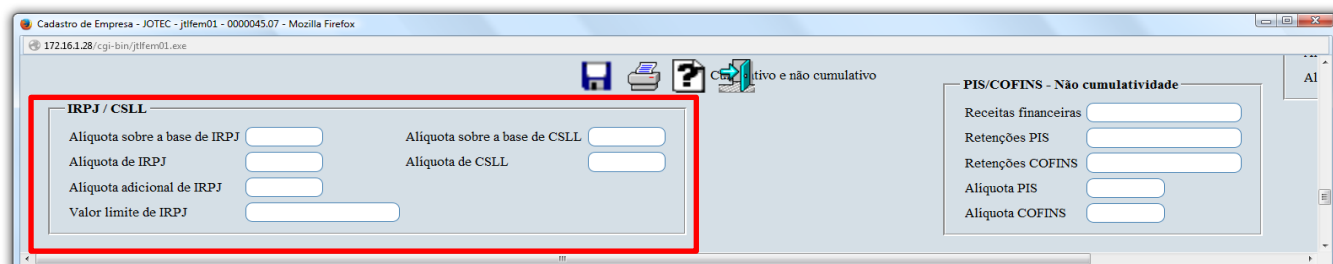 Cadastro de Empresa - JOTEC - jtlfem01 - 0000045.07 - Mozilla Firefox
172.16.1.28/cgi-bin/jtlfem01.exe
tivo e não cumulativo
Al
IRPJ / CSLL
Aliquota sobre a base de IRPJ
Aliquota sobre a base de CSLL
Aliquota de IRPJ
Aliquota de CSLL
Aliquota adicional de IRPJ
Valor limite de IRPJ
PIS/COFINS - Não cumulatividade
Receitas financeiras
Retenções PIS
Retenções COFINS
Aliquota PIS
Aliquota COFINS